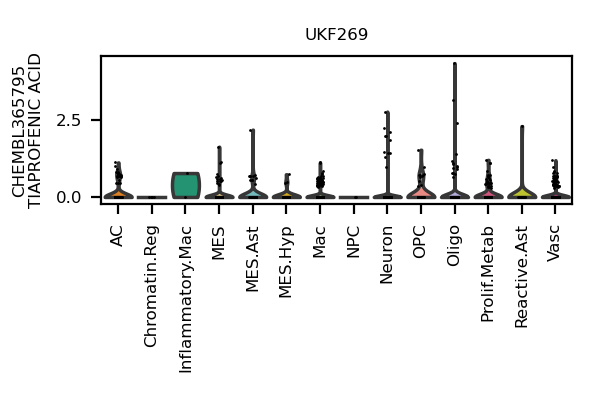 UKF269
CHEMBL365795
TIAPROFENIC ACID
2.5
0.0
AC
Chromatin.Reg
Inflammatory.Mac
MES
MES.Ast
MES.Hyp
Mac
NPC
Neuron
OPC
Oligo
Prolif.Metab
Reactive.Ast
Vasc